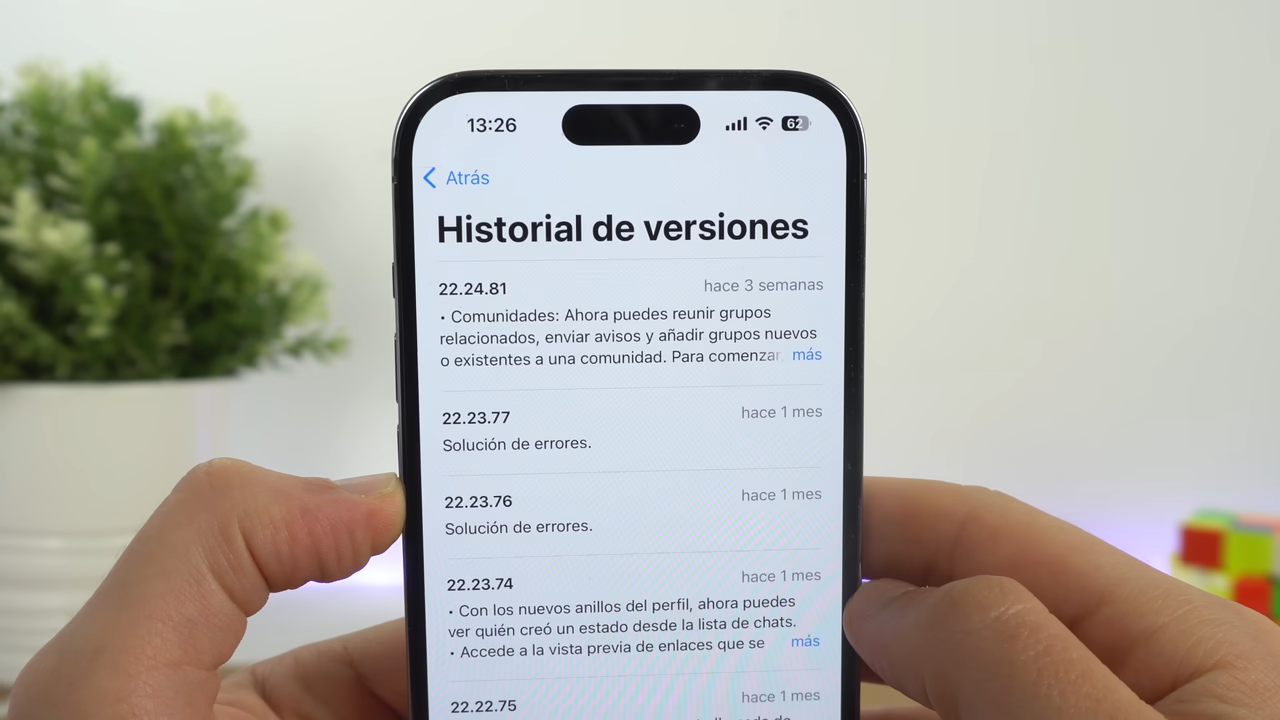 13:26
62
Atrás
Historial de versiones
22.24.81
hace 3 semanas
• Comunidades: Ahora puedes reunir grupos
relacionados, enviar avisos y añadir grupos nuevos
o existentes a una comunidad. Para comenzar más
22.23.77
hace 1 mes
Solución de errores.
22.23.76
hace 1 mes
Solución de errores.
22.23.74
hace 1 mes
• Con los nuevos anillos del perfil, ahora puedes
ver quién creó un estado desde la lista de chats.
• Accede a la vista previa de enlaces que se más
22.22.75
hace 1 mes